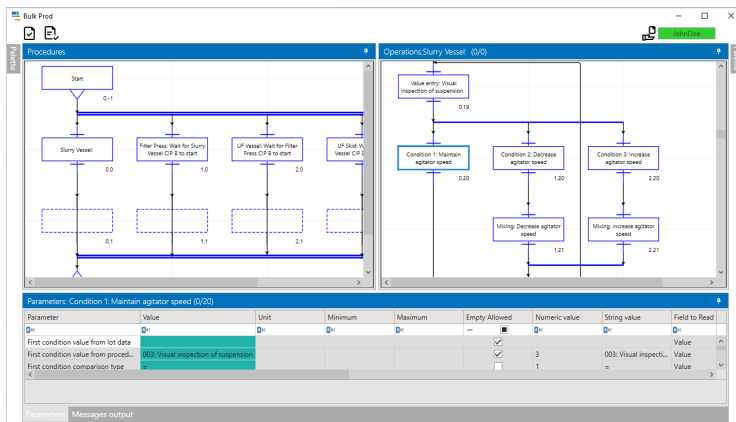 Bulk Prod
JohnDoe
Palette
Procedures
Operations:Slurry Vessel: (0/0)
Start
0,-1
Slurry Vessel:
0,0
Filter Press: Wait for Slurry
Vessel CIP B to start
1,0
UF Vessel: Wait for Filter
Press CIP B to start
2,0
UF Skid: W
Vessel CIP B
0,1
1,1
2,1
Value entry: Visual
inspection of suspension:
0,19
Condition 1: Maintain
agitator speed
0,20
Condition 2: Decrease
agitator speed
1,20
Condition 3: Increase
agitator speed
2,20
Mixing: Decrease agitator
speed
1,21
Mixing: Increase agitator
speed
2,21
Parameters: Condition 1: Maintain agitator speed (0/20)
Parameter Value Unit Minimum Maximum Empty Allowed Numeric value String value Field to Read
First condition value from lot data Value
First condition value from proced... 003: Visual inspection of suspension 3 003: Visual inspecti... Value
First condition comparison type = 1 = Value
Parameters Messages output